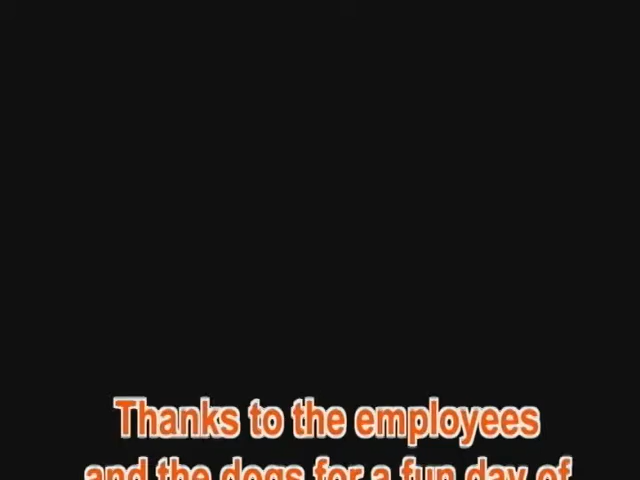 Thanks to the employees
and the dogs for a fun day of